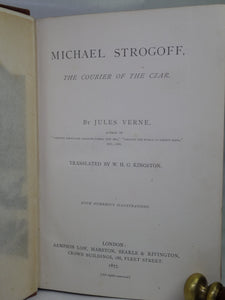 MICHAEL STROGOFF,
THE COURIER OF THE CZAR.
BY JULES VERNE,
AUTHOR OF
TRANSLATED BY W. H. G. KINGSTON.
WITH NUMEROUS ILLUSTRATIONS.
LONDON:
SAMPSON LOW, MARSTON, SEARLE & RIVINGTON,
CROWN BUILDINGS, 188, FLEET STREET.
1877.